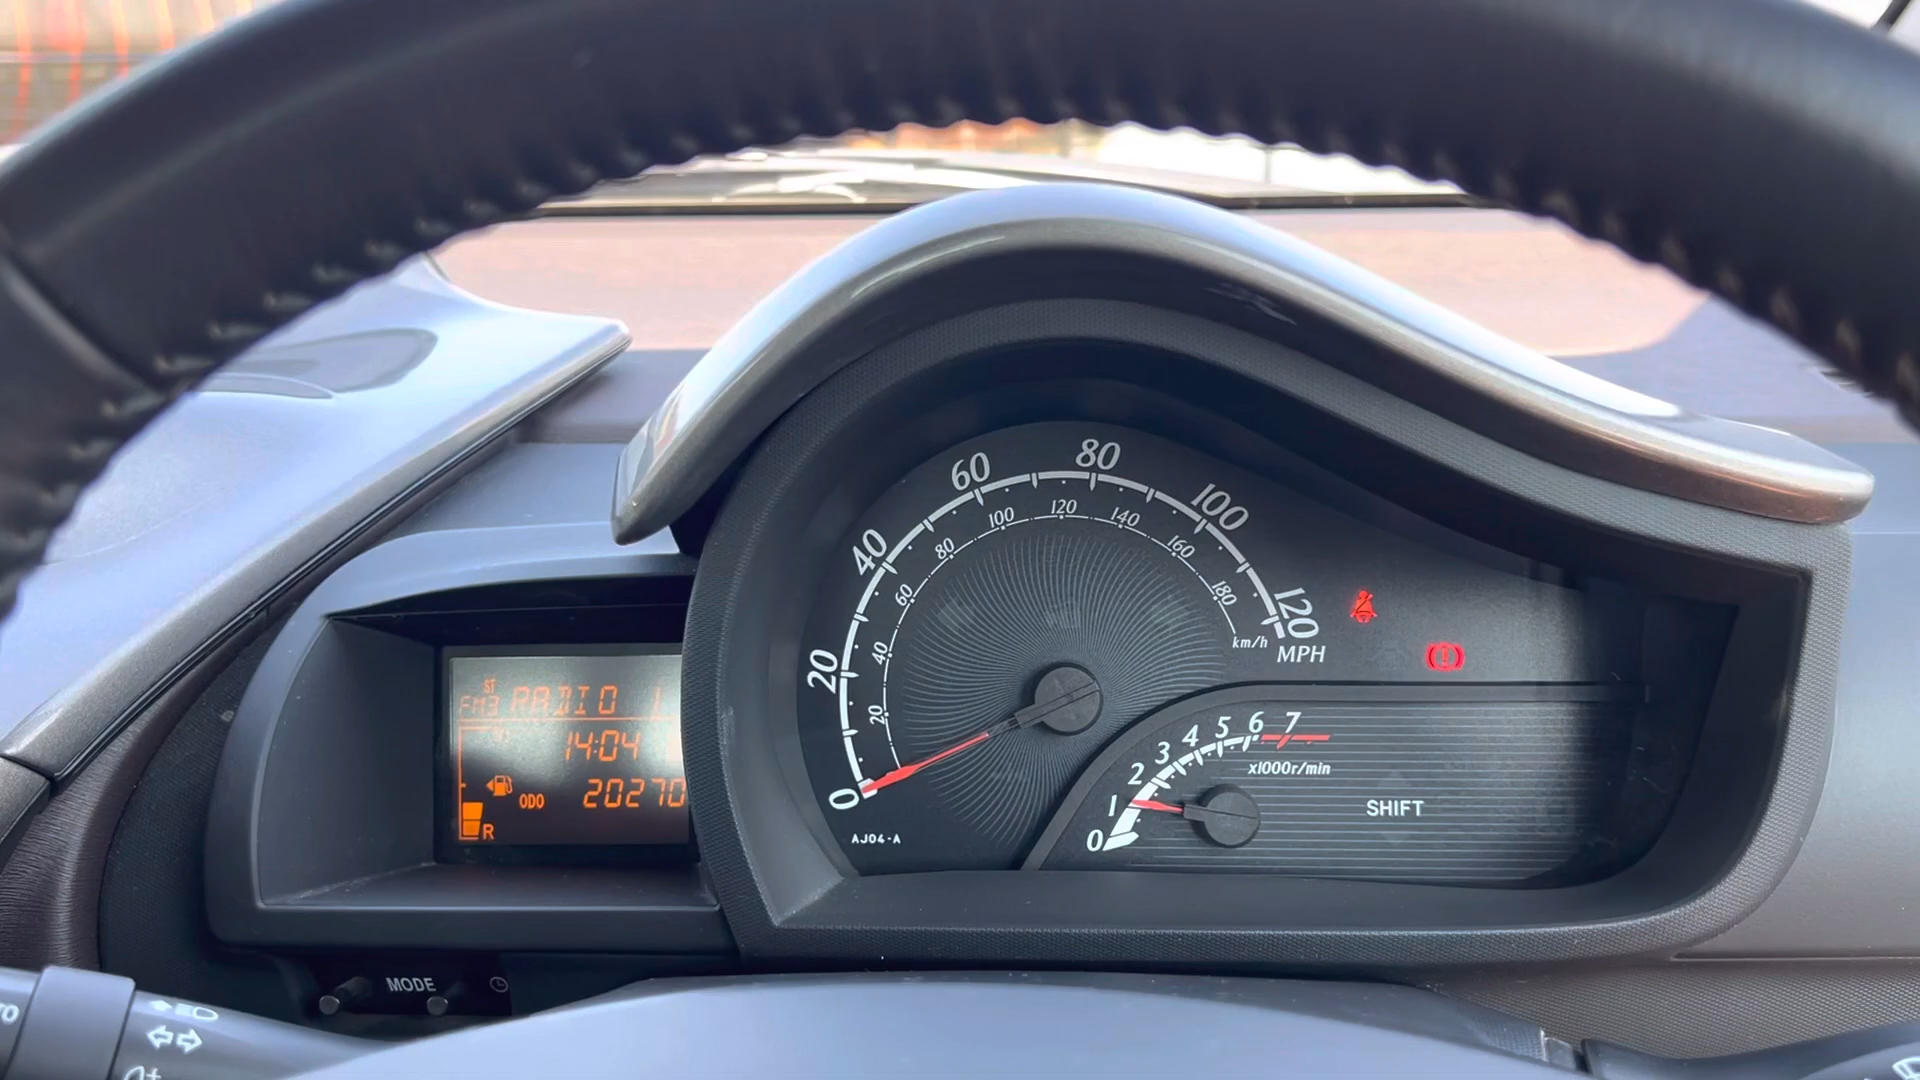 ST
FM3 RADIO 1
14:04
ODO 20270
R
0 20 40 60 80 100 120
MPH
20 40 60 80 100 120 140 160 180
km/h
AJ04-A
0 1 2 3 4 5 6 7
x1000r/min
SHIFT
MODE